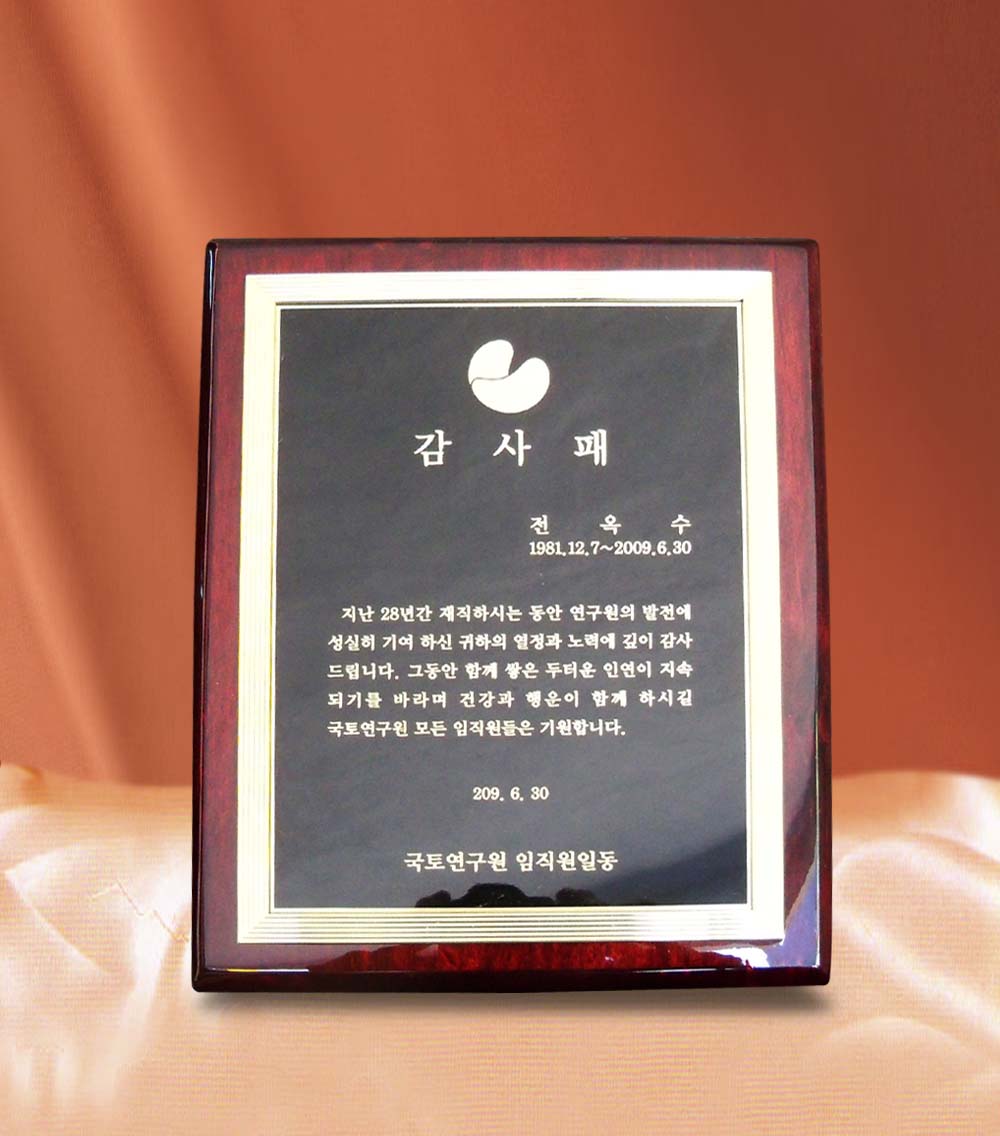 감 사 패
전 옥 수
1981.12.7~2009.6.30
지난 28년간 재직하시는 동안 연구원의 발전에
성실히 기여 하신 귀하의 열정과 노력에 깊이 감사
드립니다. 그동안 함께 쌓은 두터운 인연이 지속
되기를 바라며 건강과 행운이 함께 하시길
국토연구원 모든 임직원들은 기원합니다.
209. 6. 30
국토연구원 임직원일동